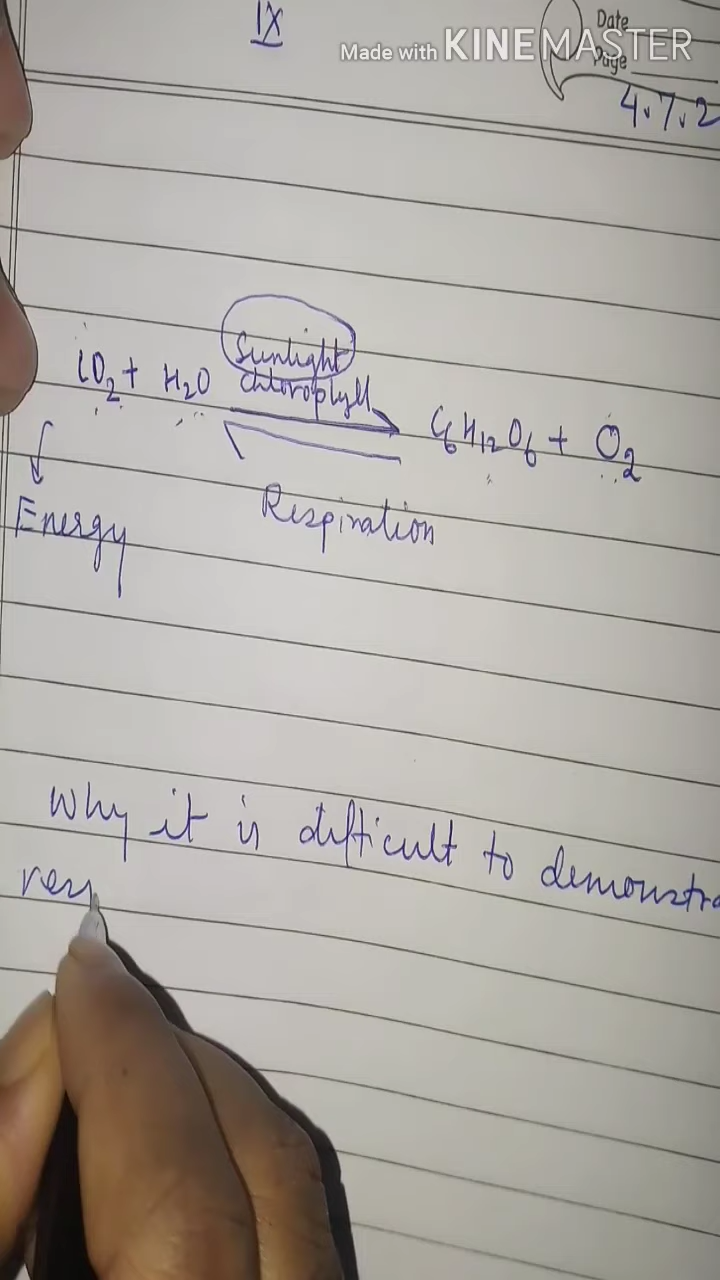 IX
Date
Made with KINEMASTER
Page
4.7.2
Sunlight
CO2 + H2O chlorophyll C6H12O6 + O2
Energy
Respiration
Why it is difficult to demonstra
resp